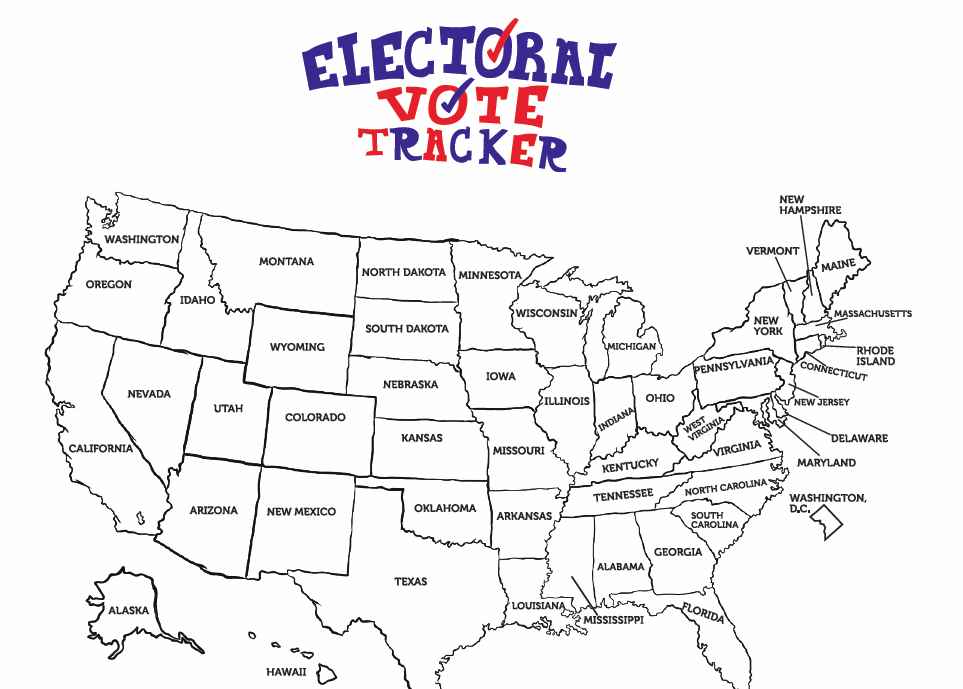 ELECTORAL
VOTE
TRACKER
NEW
HAMPSHIRE
VERMONT
MAINE
WASHINGTON
MONTANA
NORTH DAKOTA
MINNESOTA
OREGON
IDAHO
WISCONSIN
MASSACHUSETTS
NEW
YORK
SOUTH DAKOTA
WYOMING
MICHIGAN
RHODE
ISLAND
CONNECTICUT
PENNSYLVANIA
IOWA
NEBRASKA
NEVADA
UTAH
COLORADO
ILLINOIS
INDIANA
OHIO
NEW JERSEY
WEST
VIRGINIA
VIRGINIA
DELAWARE
KANSAS
CALIFORNIA
MISSOURI
KENTUCKY
MARYLAND
WASHINGTON,
D.C.
TENNESSEE
NORTH CAROLINA
ARIZONA
NEW MEXICO
OKLAHOMA
ARKANSAS
SOUTH
CAROLINA
GEORGIA
ALABAMA
TEXAS
LOUISIANA
MISSISSIPPI
FLORIDA
ALASKA
HAWAII